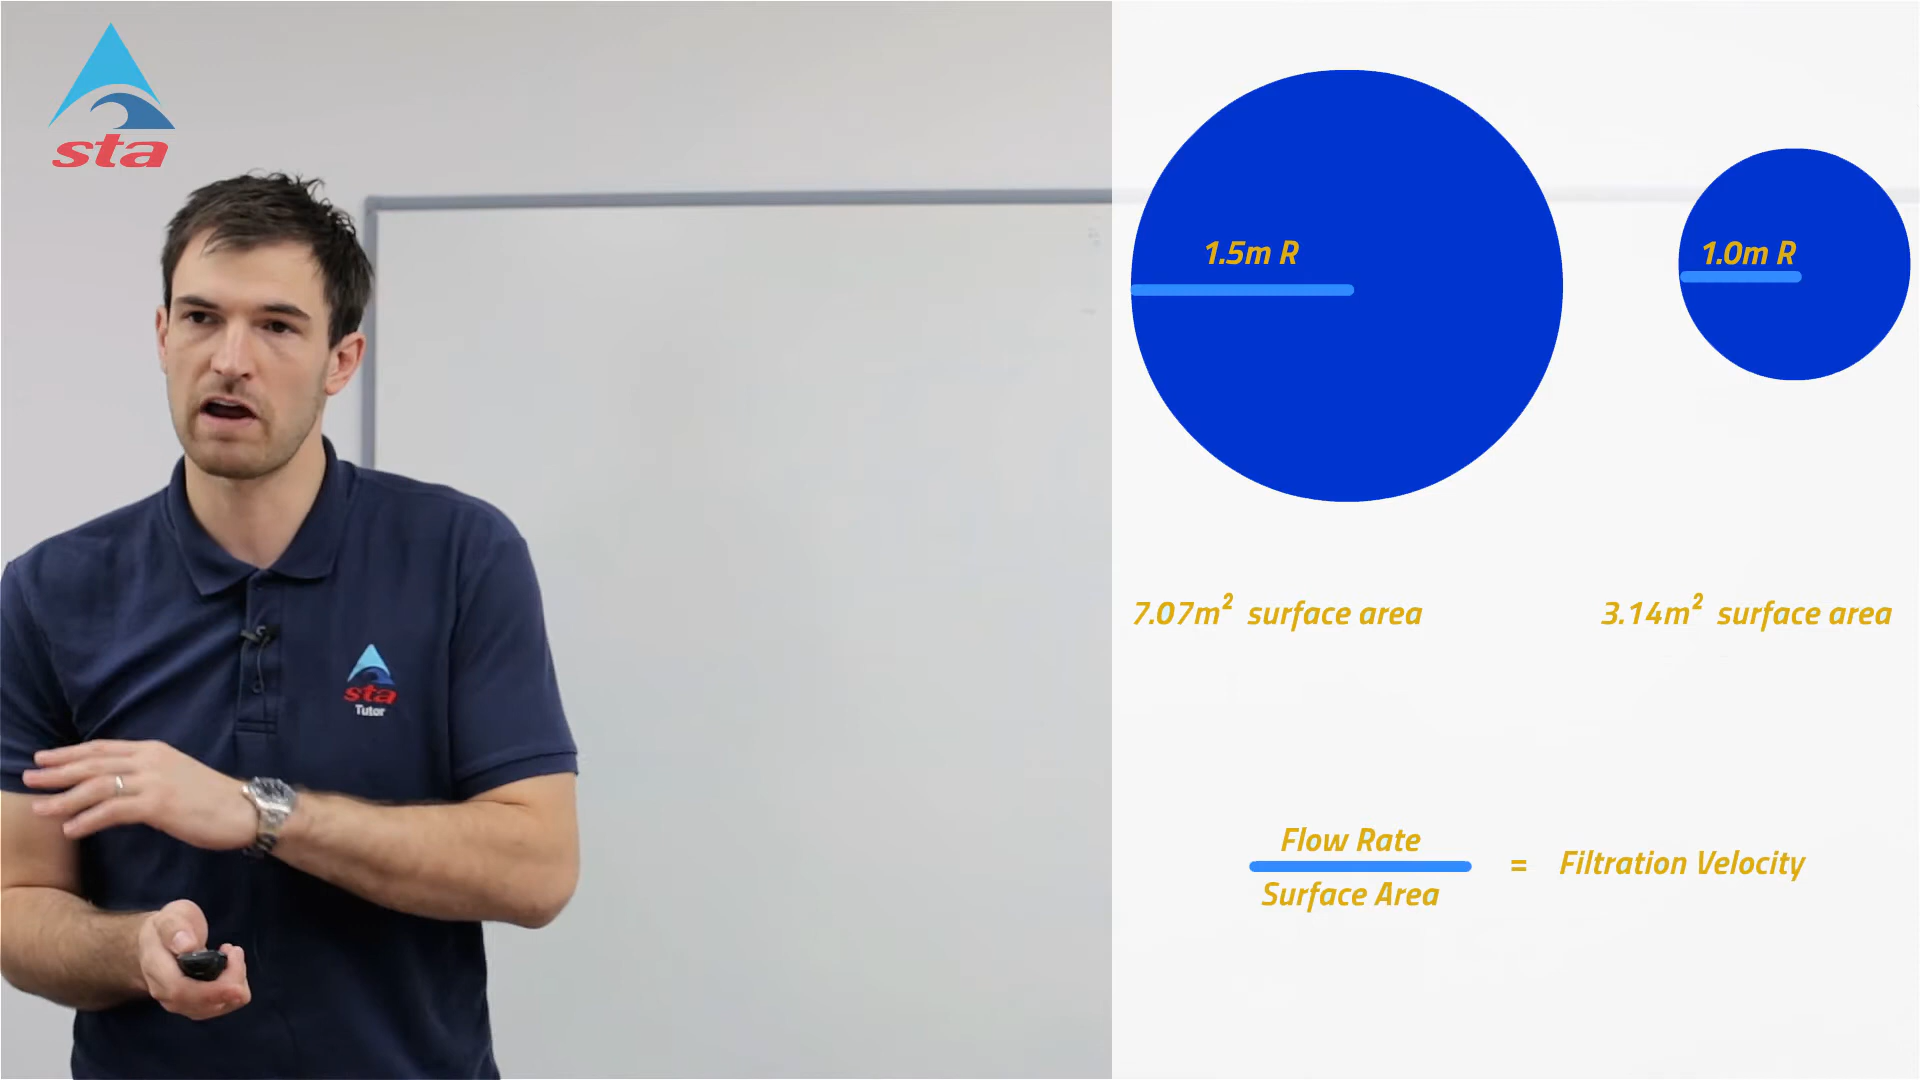 sta
sta
Tutor
1.5m R
1.0m R
7.07m² surface area
3.14m² surface area
Flow Rate
Surface Area
= Filtration Velocity